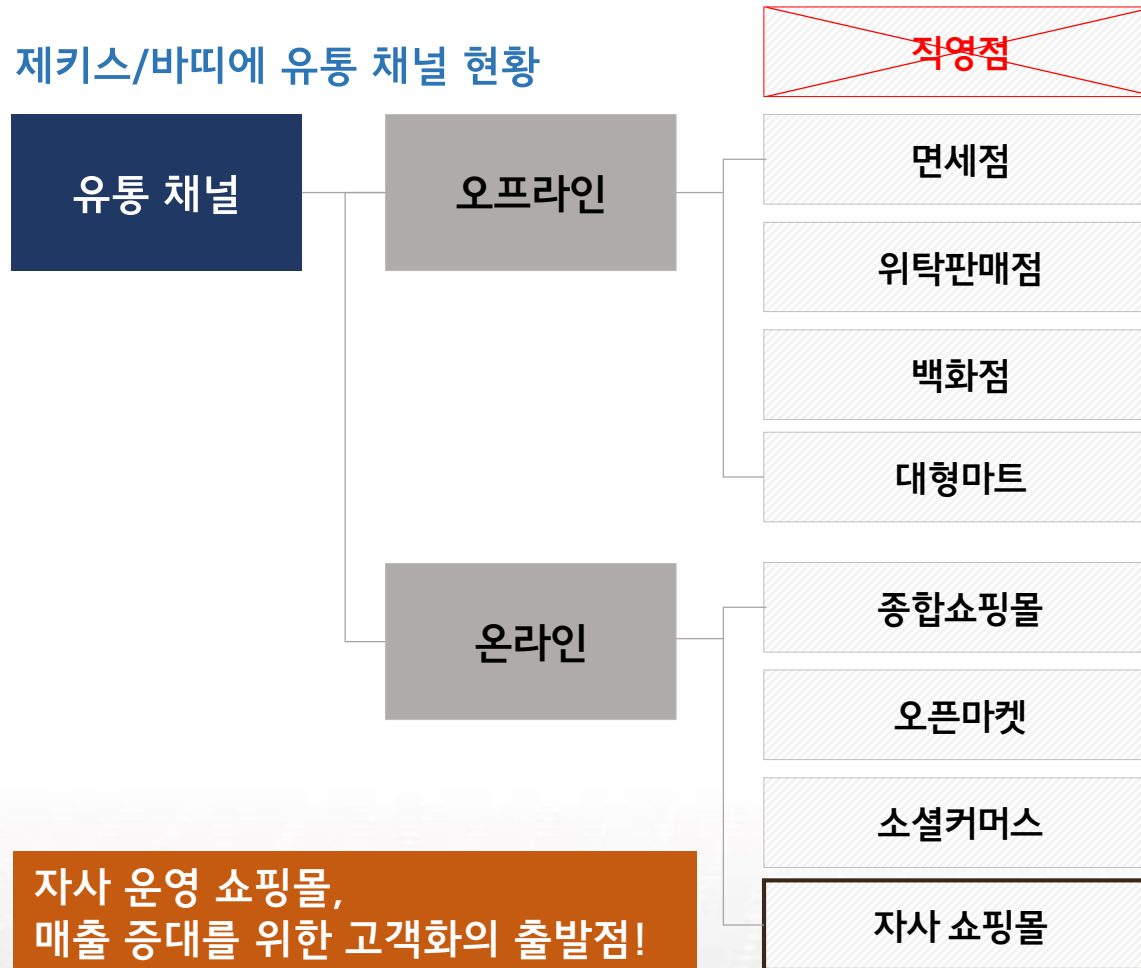 제키스/바띠에 유통 채널 현황
직영점
유통 채널
오프라인
면세점
위탁판매점
백화점
대형마트
온라인
종합쇼핑몰
오픈마켓
소셜커머스
자사 쇼핑몰
자사 운영 쇼핑몰,
매출 증대를 위한 고객화의 출발점!